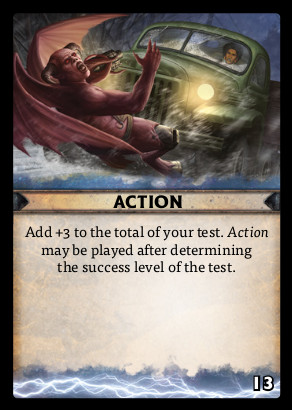 ACTION
Add +3 to the total of your test. Action
may be played after determining
the success level of the test.
13